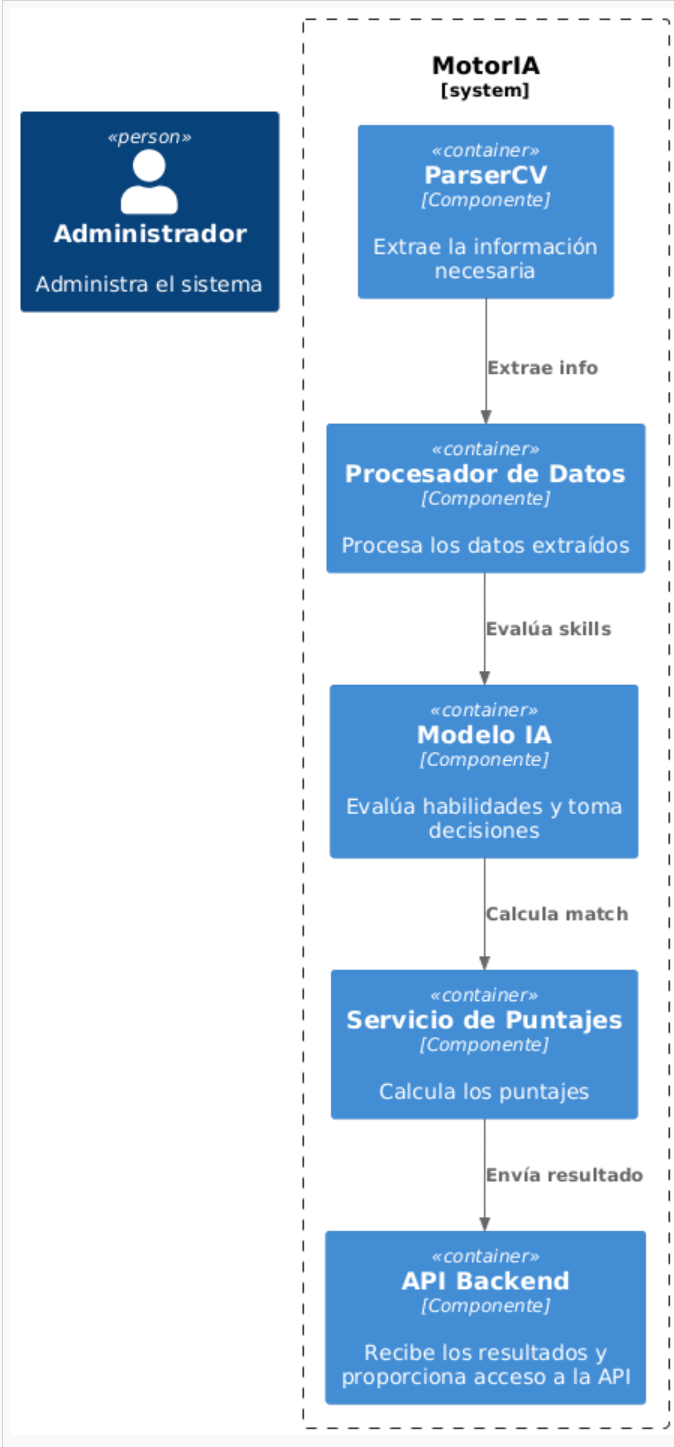 MotorIA
[system]
«person»
Administrador
Administra el sistema
«container»
ParserCV
[Componente]
Extrae la información
necesaria
Extrae info
«container»
Procesador de Datos
[Componente]
Procesa los datos extraídos
Evalúa skills
«container»
Modelo IA
[Componente]
Evalúa habilidades y toma
decisiones
Calcula match
«container»
Servicio de Puntajes
[Componente]
Calcula los puntajes
Envía resultado
«container»
API Backend
[Componente]
Recibe los resultados y
proporciona acceso a la API